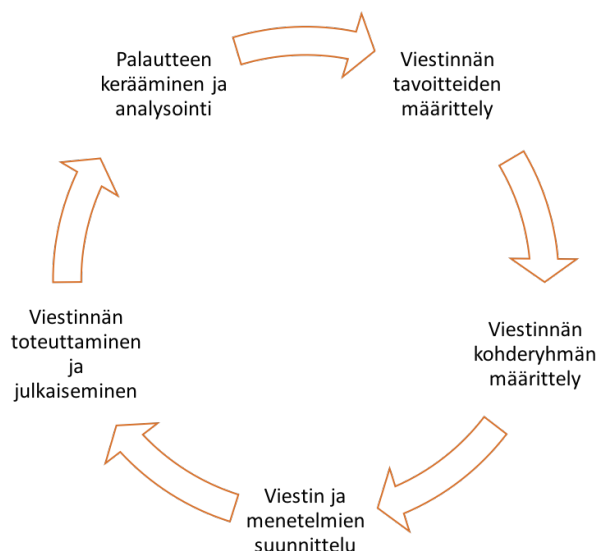 Palautteen
kerääminen ja
analysointi
Viestinnän
tavoitteiden
määrittely
Viestinnän
kohderyhmän
määrittely
Viestin ja
menetelmien
suunnittelu
Viestinnän
toteuttaminen
ja
julkaiseminen